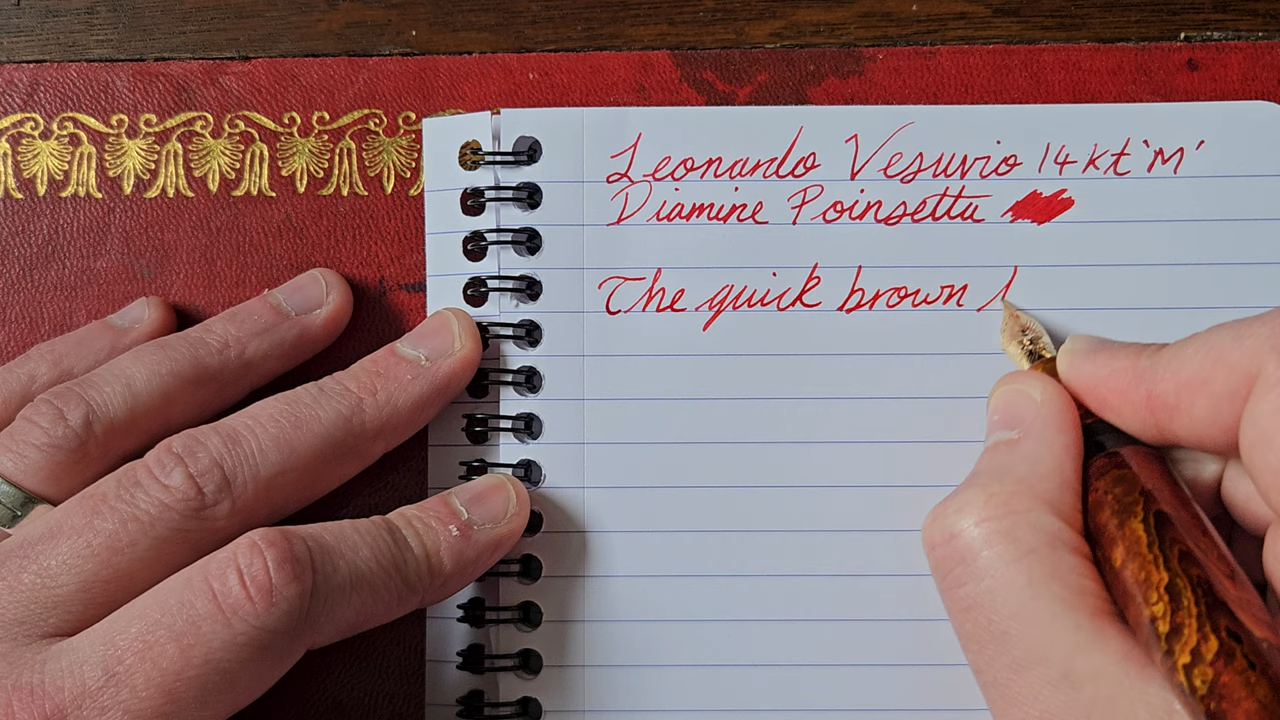 Leonardo Vesuvio 14kt 'M'
Diamine Poinsettia
The quick brown